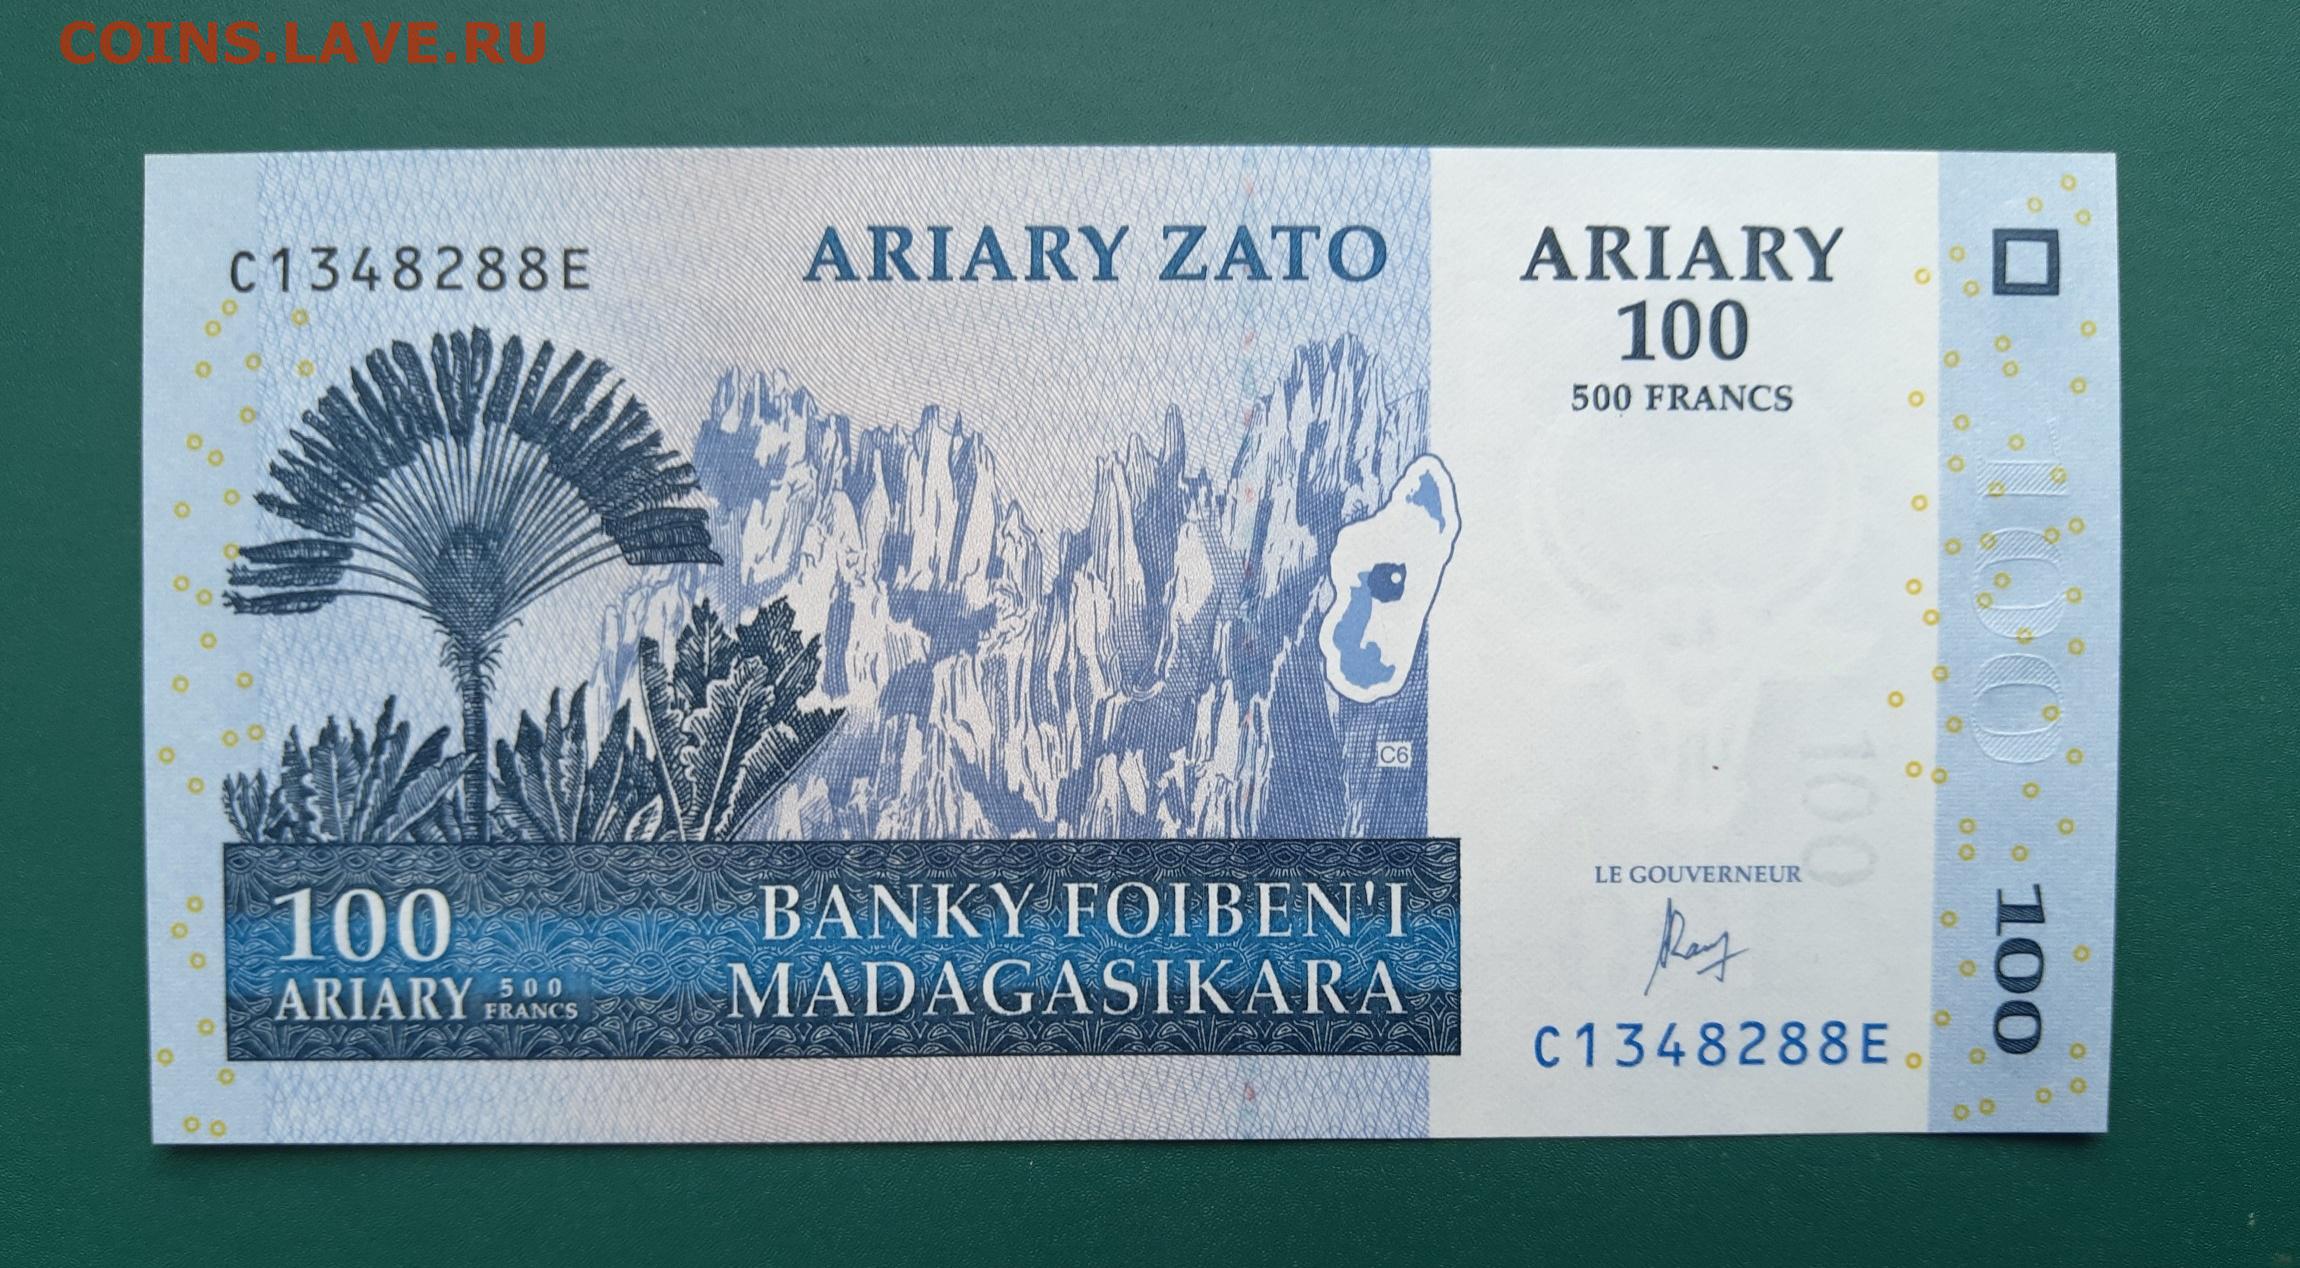 COINS.LAVE.RU
C1348288E
ARIARY ZATO
ARIARY
100
500 FRANCS
100
C6
100
ARIARY 500
FRANCS
BANKY FOIBEN'I
MADAGASIKARA
100
LE GOUVERNEUR
C1348288E
100